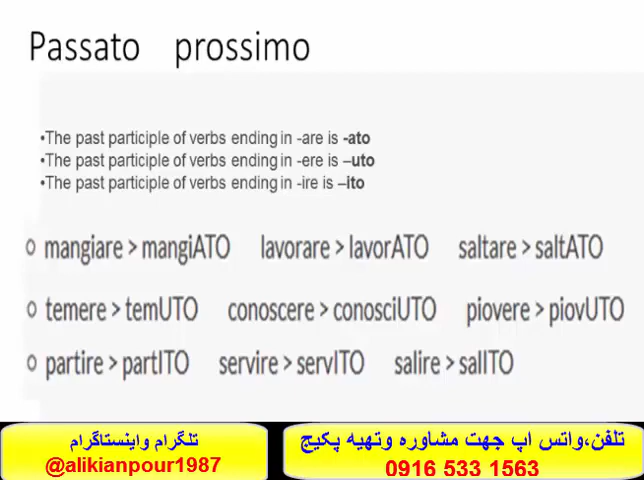 Passato prossimo
•The past participle of verbs ending in -are is -ato
•The past participle of verbs ending in -ere is –uto
•The past participle of verbs ending in -ire is –ito
o mangiare > mangiATO lavorare > lavorATO saltare > saltATO
o temere > temUTO conoscere > conosciUTO piovere > piovUTO
o partire > partITO servire > servITO salire > salITO
تلفن،واتس اپ جهت مشاوره وتهیه پکیج
0916 533 1563
تلگرام واینستاگرام
@alikianpour1987